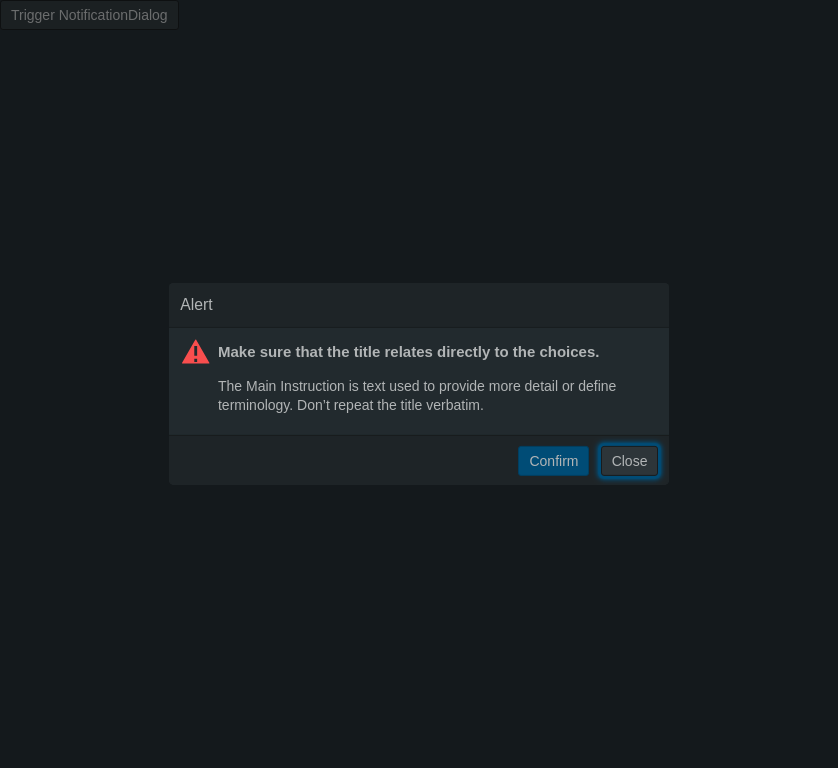 Trigger NotificationDialog
Alert
Make sure that the title relates directly to the choices.
The Main Instruction is text used to provide more detail or define
terminology. Don’t repeat the title verbatim.
Confirm
Close